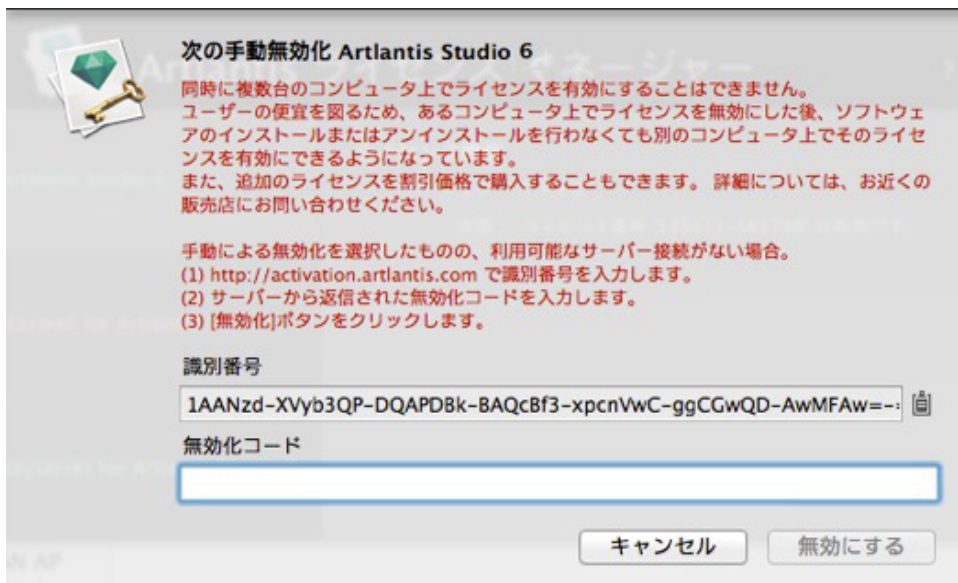 次の手動無効化 Artlantis Studio 6
同時に複数台のコンピュータ上でライセンスを有効にすることはできません。
ユーザーの便宜を図るため、あるコンピュータ上でライセンスを無効にした後、ソフトウェ
アのインストールまたはアンインストールを行わなくても別のコンピュータ上でそのライセ
ンスを有効にできるようになっています。
また、追加のライセンスを割引価格で購入することもできます。 詳細については、お近くの
販売店にお問い合わせください。
手動による無効化を選択したものの、利用可能なサーバー接続がない場合。
(1) http://activation.artlantis.com で識別番号を入力します。
(2) サーバーから返信された無効化コードを入力します。
(3) [無効化]ボタンをクリックします。
識別番号
1AANzd-XVyb3QP-DQAPDBk-BAQcBf3-xpcnVwC-ggCGwQD-AwMFAw=-
無効化コード
キャンセル
無効にする